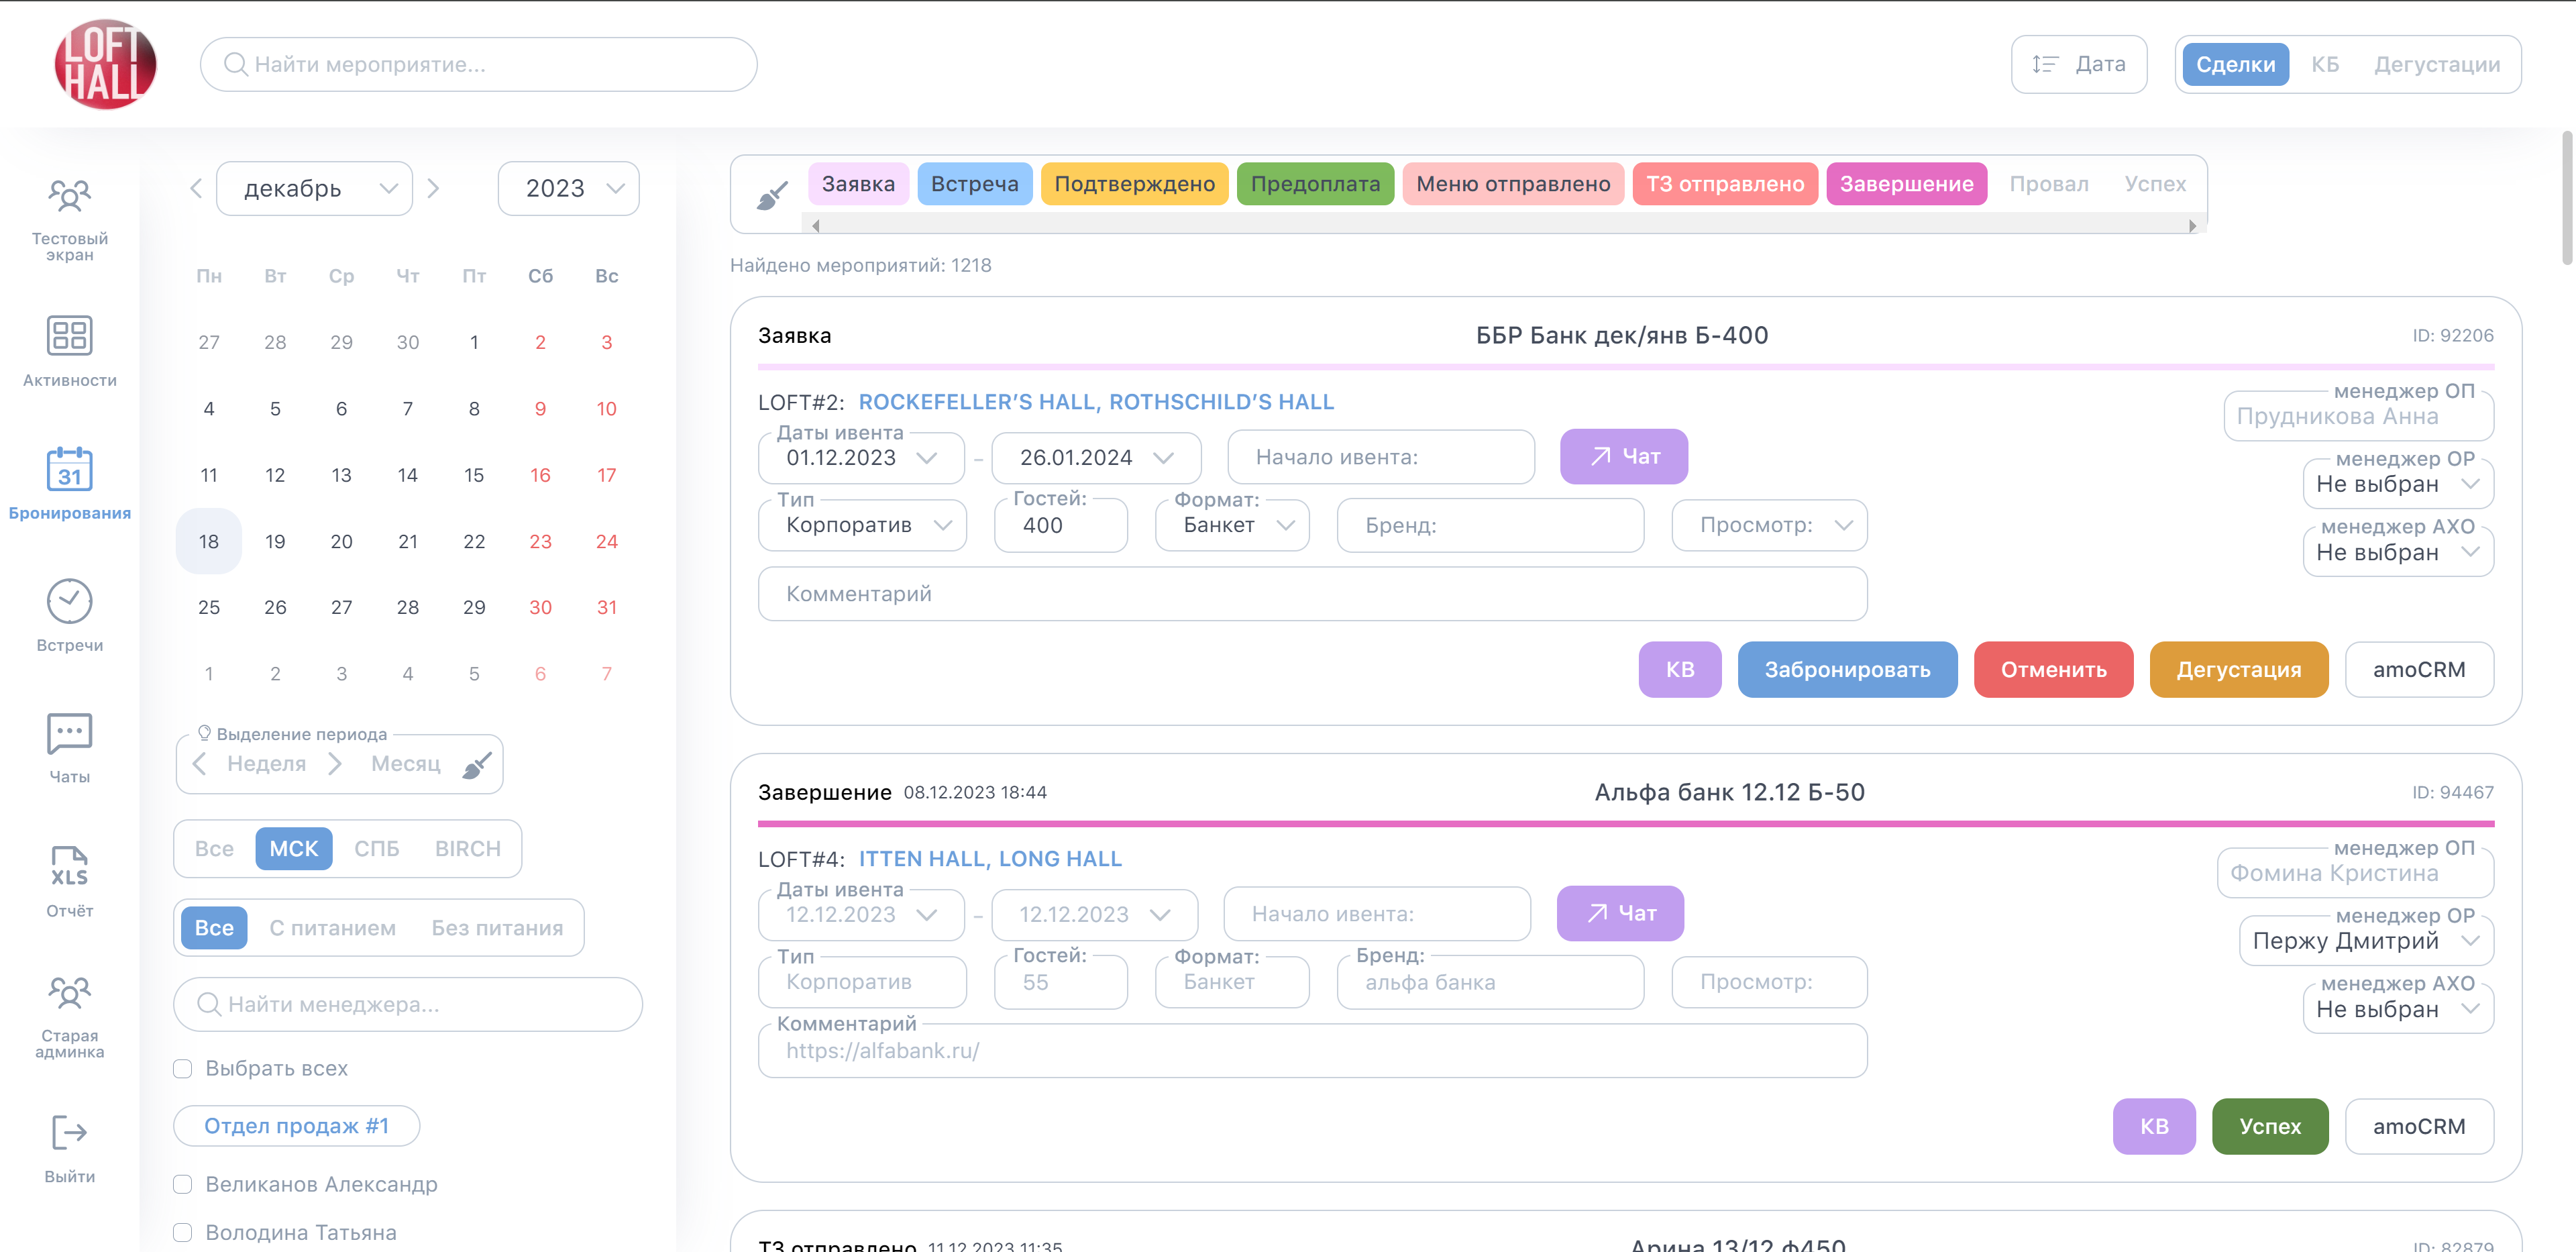 LOFT HALL
Найти мероприятие...
Дата
Сделки КБ Дегустации
Тестовый экран
Активности
31
Бронирования
Встречи
Чаты
XLS
Отчёт
Старая админка
Выйти
декабрь 2023
Пн Вт Ср Чт Пт Сб Вс
27 28 29 30 1 2 3
4 5 6 7 8 9 10
11 12 13 14 15 16 17
18 19 20 21 22 23 24
25 26 27 28 29 30 31
1 2 3 4 5 6 7
Выделение периода
Неделя Месяц
Все МСК СПБ BIRCH
Все С питанием Без питания
Найти менеджера...
Выбрать всех
Отдел продаж #1
Великанов Александр
Володина Татьяна
Заявка Встреча Подтверждено Предоплата Меню отправлено ТЗ отправлено Завершение Провал Успех
Найдено мероприятий: 1218
Заявка ББР Банк дек/янв Б-400 ID: 92206
LOFT#2: ROCKEFELLER'S HALL, ROTHSCHILD'S HALL
Даты ивента
01.12.2023 – 26.01.2024 Начало ивента: Чат
Тип Гостей: Формат:
Корпоратив 400 Банкет Бренд: Просмотр:
Комментарий
менеджер ОП
Прудникова Анна
менеджер ОР
Не выбран
менеджер АХО
Не выбран
КВ Забронировать Отменить Дегустация amoCRM
Завершение 08.12.2023 18:44 Альфа банк 12.12 Б-50 ID: 94467
LOFT#4: ITTEN HALL, LONG HALL
Даты ивента
12.12.2023 – 12.12.2023 Начало ивента: Чат
Тип Гостей: Формат: Бренд:
Корпоратив 55 Банкет альфа банка Просмотр:
Комментарий
https://alfabank.ru/
менеджер ОП
Фомина Кристина
менеджер ОР
Пержу Дмитрий
менеджер АХО
Не выбран
КВ Успех amoCRM
ТЗ отправлено 11.12.2023 11:35 Арина 13/12 ф450 ID: 82879